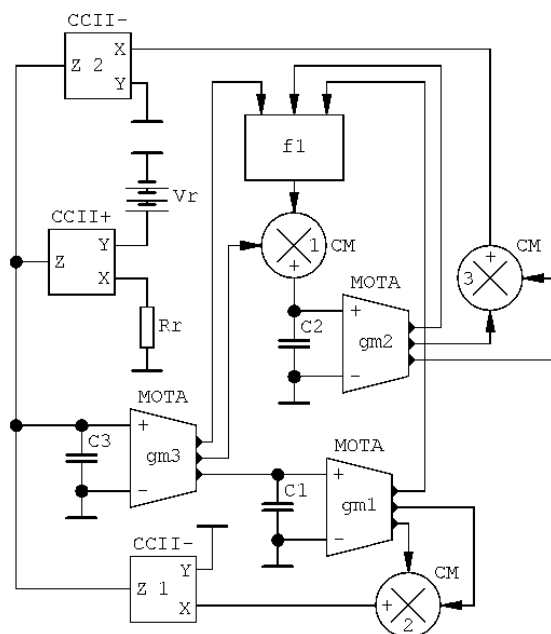 CCII-
X
Z 2
Y
f1
Vr
CCII+
Y
Z
X
1
CM
+
CM
+
3
MOTA
Rr
+
C2
gm2
-
MOTA
+
C3
gm3
-
MOTA
+
C1
gm1
-
CCII-
Y
Z 1
X
CM
+
2